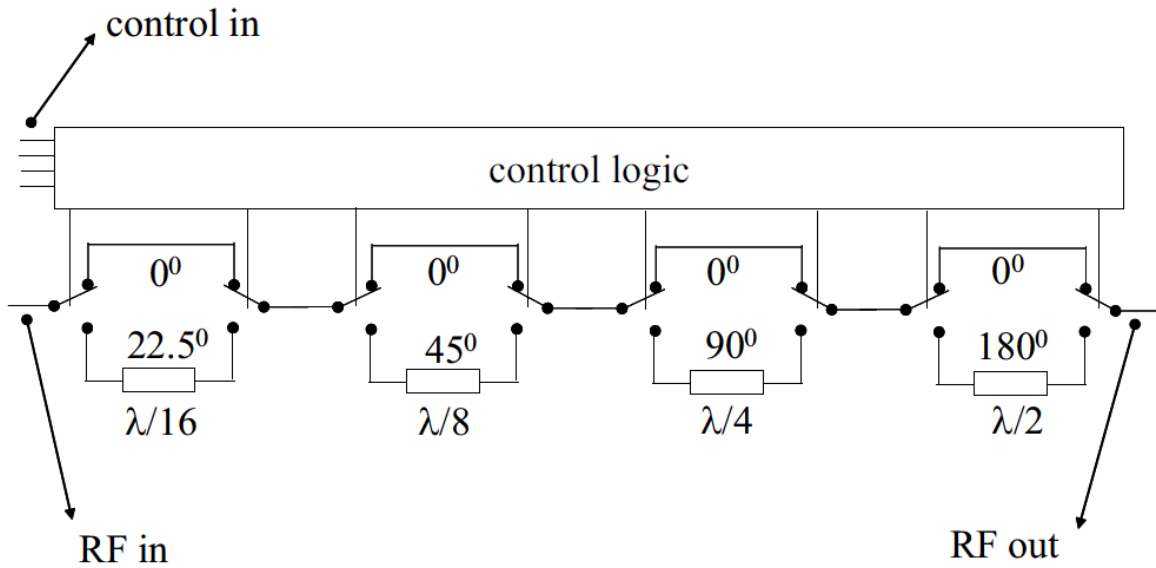 control in
control logic
0⁰ 0⁰ 0⁰ 0⁰
22.5⁰ 45⁰ 90⁰ 180⁰
λ/16 λ/8 λ/4 λ/2
RF in RF out